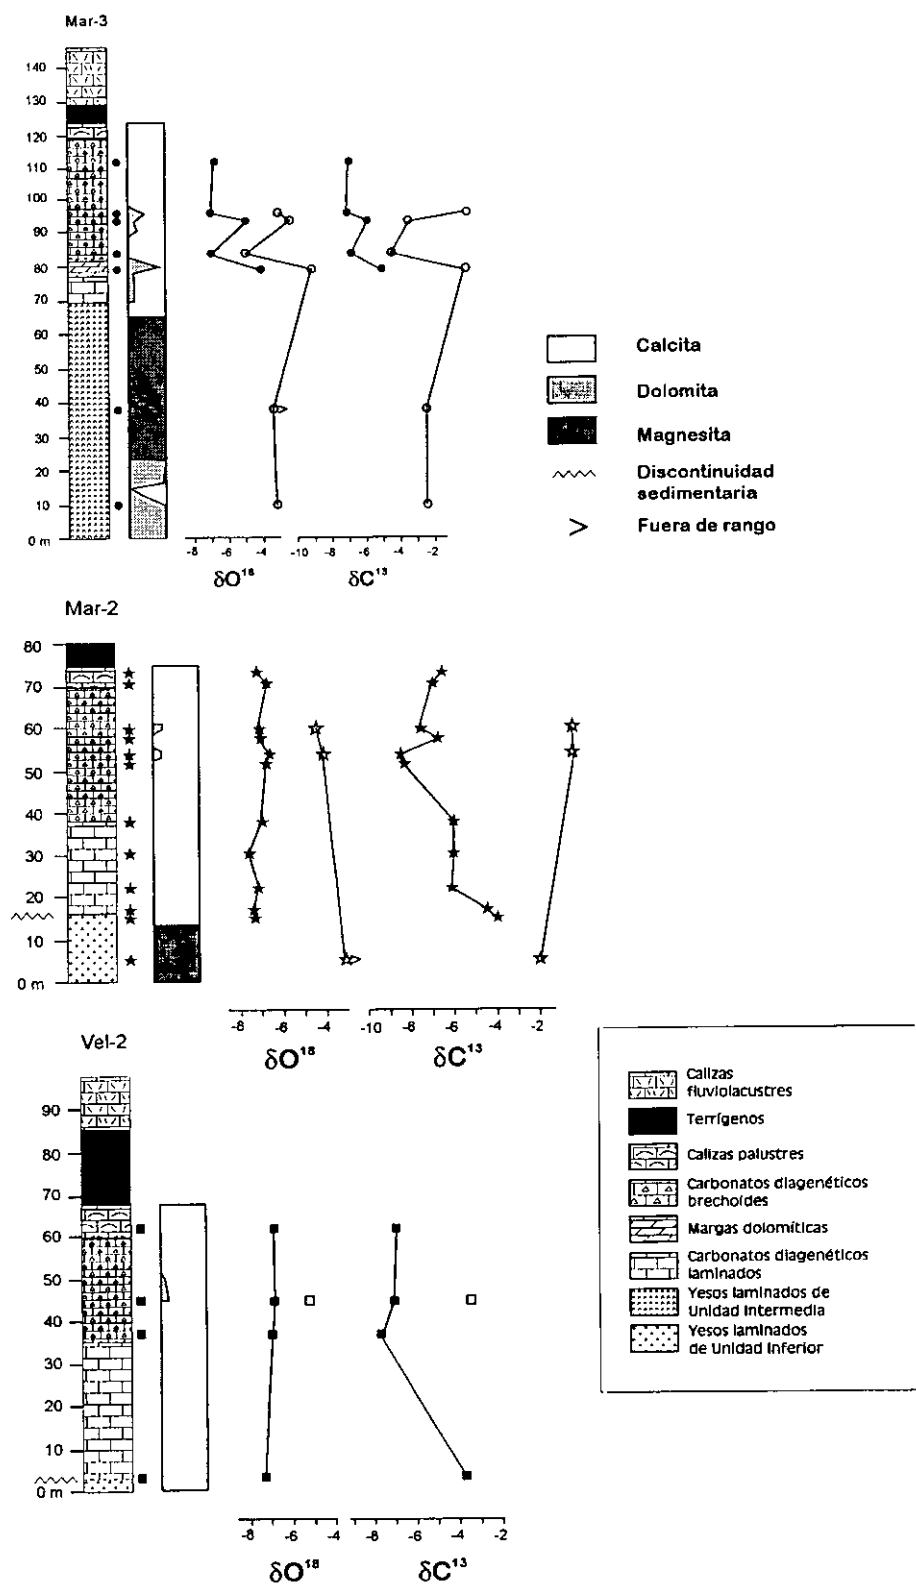 Mar-3
140
130
120
110
100
90
80
70
60
50
40
30
20
10
0 m
-8 -6 -4 -10 -8 -6 -4 -2
δO¹⁸ δC¹³
Calcita
Dolomita
Magnesita
Discontinuidad
sedimentaria
Fuera de rango
Mar-2
80
70
60
50
40
30
20
10
0 m
-8 -6 -4 -10 -8 -6 -4 -2
δO¹⁸ δC¹³
Vel-2
90
80
70
60
50
40
30
20
10
0 m
-8 -6 -4 -8 -6 -4 -2
δO¹⁸ δC¹³
Calizas
fluviolacustres
Terrígenos
Calizas palustres
Carbonatos diagenéticos
brechoides
Margas dolomíticas
Carbonatos diagenéticos
laminados
Yesos laminados de
Unidad Intermedia
Yesos laminados
de Unidad Inferior